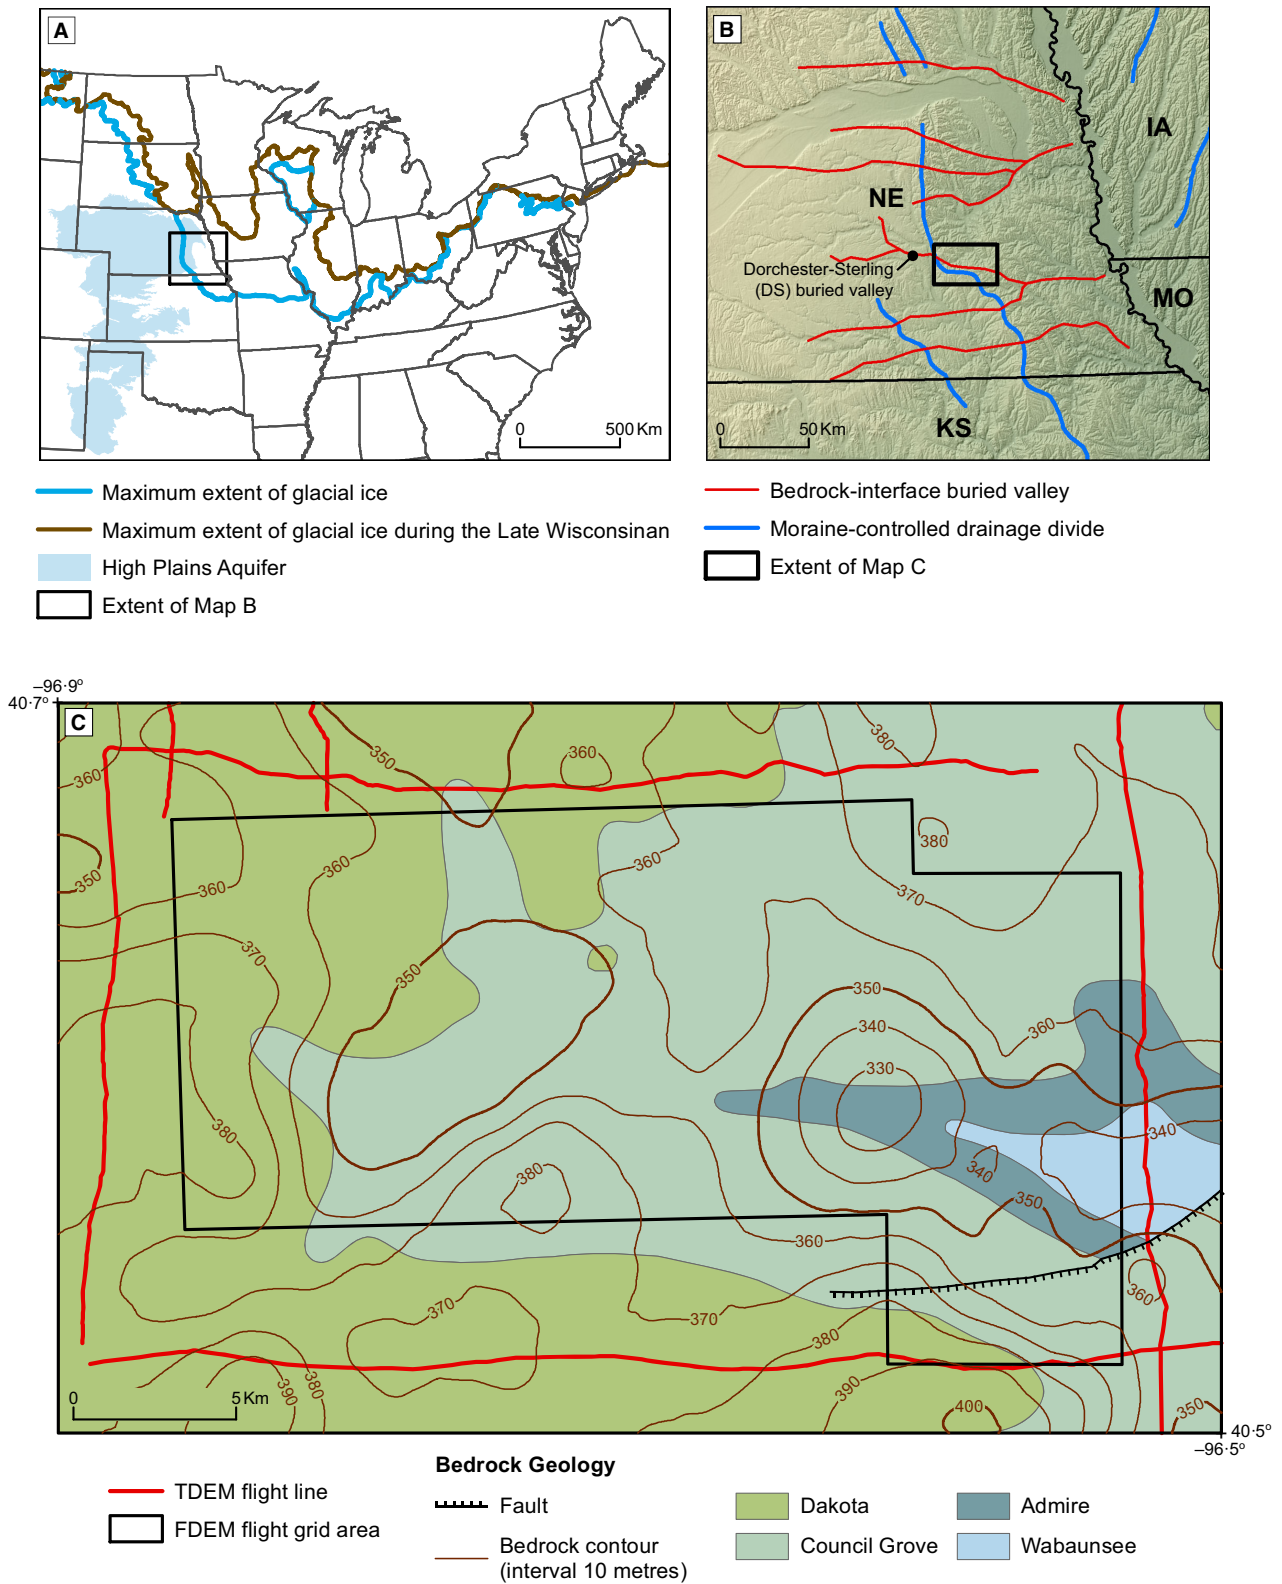 A
0 500 Km
Maximum extent of glacial ice
Maximum extent of glacial ice during the Late Wisconsinan
High Plains Aquifer
Extent of Map B
B
IA
NE
Dorchester-Sterling
(DS) buried valley
MO
KS
0 50 Km
Bedrock-interface buried valley
Moraine-controlled drainage divide
Extent of Map C
–96·9°
40·7°
C
380
350
360
360
380
350
360
360
360
370
370
350
350
340
360
330
380
340
380
340
350
360
360
370
370
380
390
380
390
400
350
0 5 Km
40·5°
–96·5°
TDEM flight line
FDEM flight grid area
Bedrock Geology
Fault
Bedrock contour
(interval 10 metres)
Dakota
Council Grove
Admire
Wabaunsee